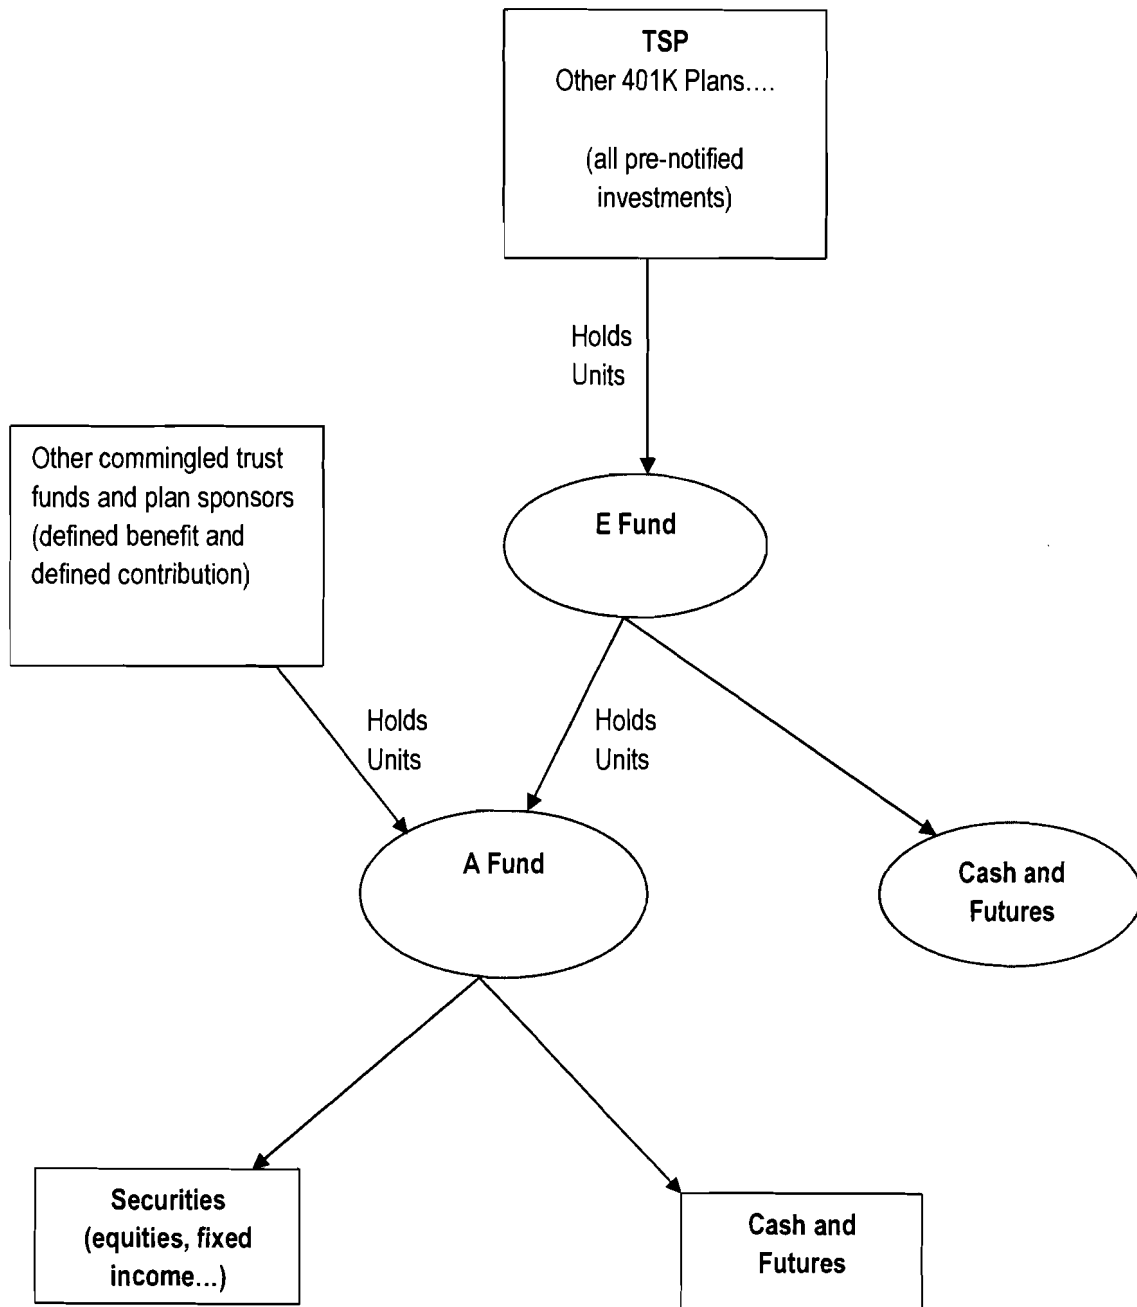 TSP
Other 401K Plans....
(all pre-notified
investments)
Holds
Units
Other commingled trust
funds and plan sponsors
(defined benefit and
defined contribution)
E Fund
Holds
Units
Holds
Units
A Fund
Cash and
Futures
Securities
(equities, fixed
income...)
Cash and
Futures